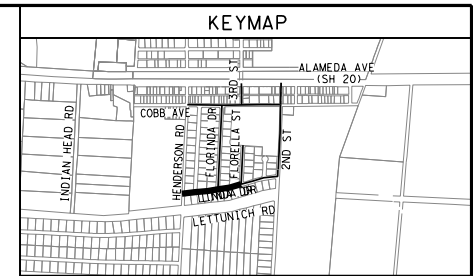 KEYMAP
ALAMEDA AVE
(SH 20)
3RD ST
COBB AVE
INDIAN HEAD RD
HENDERSON RD
FLORINDA DR
FLORELLA ST
2ND ST
LINDA DR
LETTUNICH RD